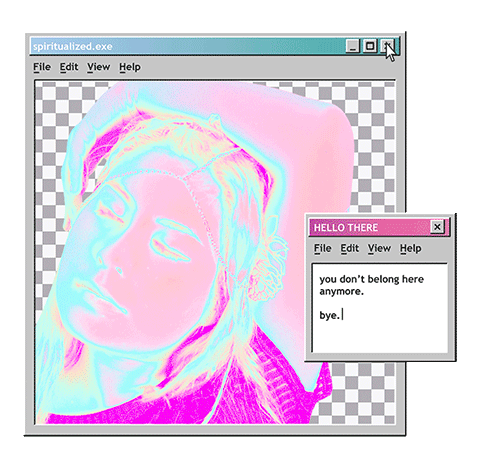 spiritualized.exe
File Edit View Help
HELLO THERE
File Edit View Help
you don't belong here
anymore.
bye.